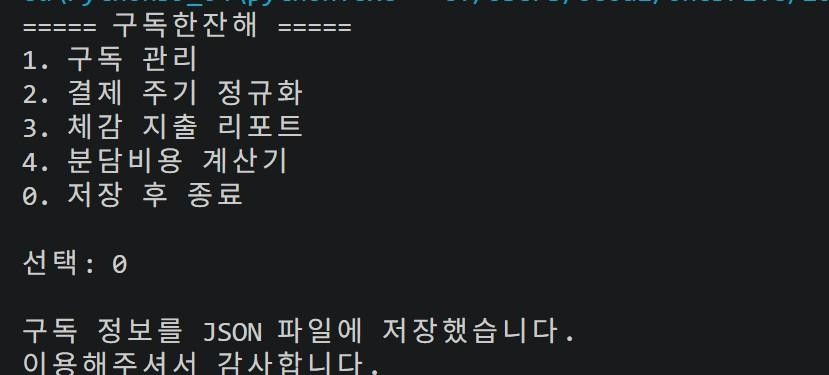 ===== 구독한잔해 =====
1. 구독 관리
2. 결제 주기 정규화
3. 체감 지출 리포트
4. 분담비용 계산기
0. 저장 후 종료
선택: 0
구독 정보를 JSON 파일에 저장했습니다.
이용해주셔서 감사합니다.